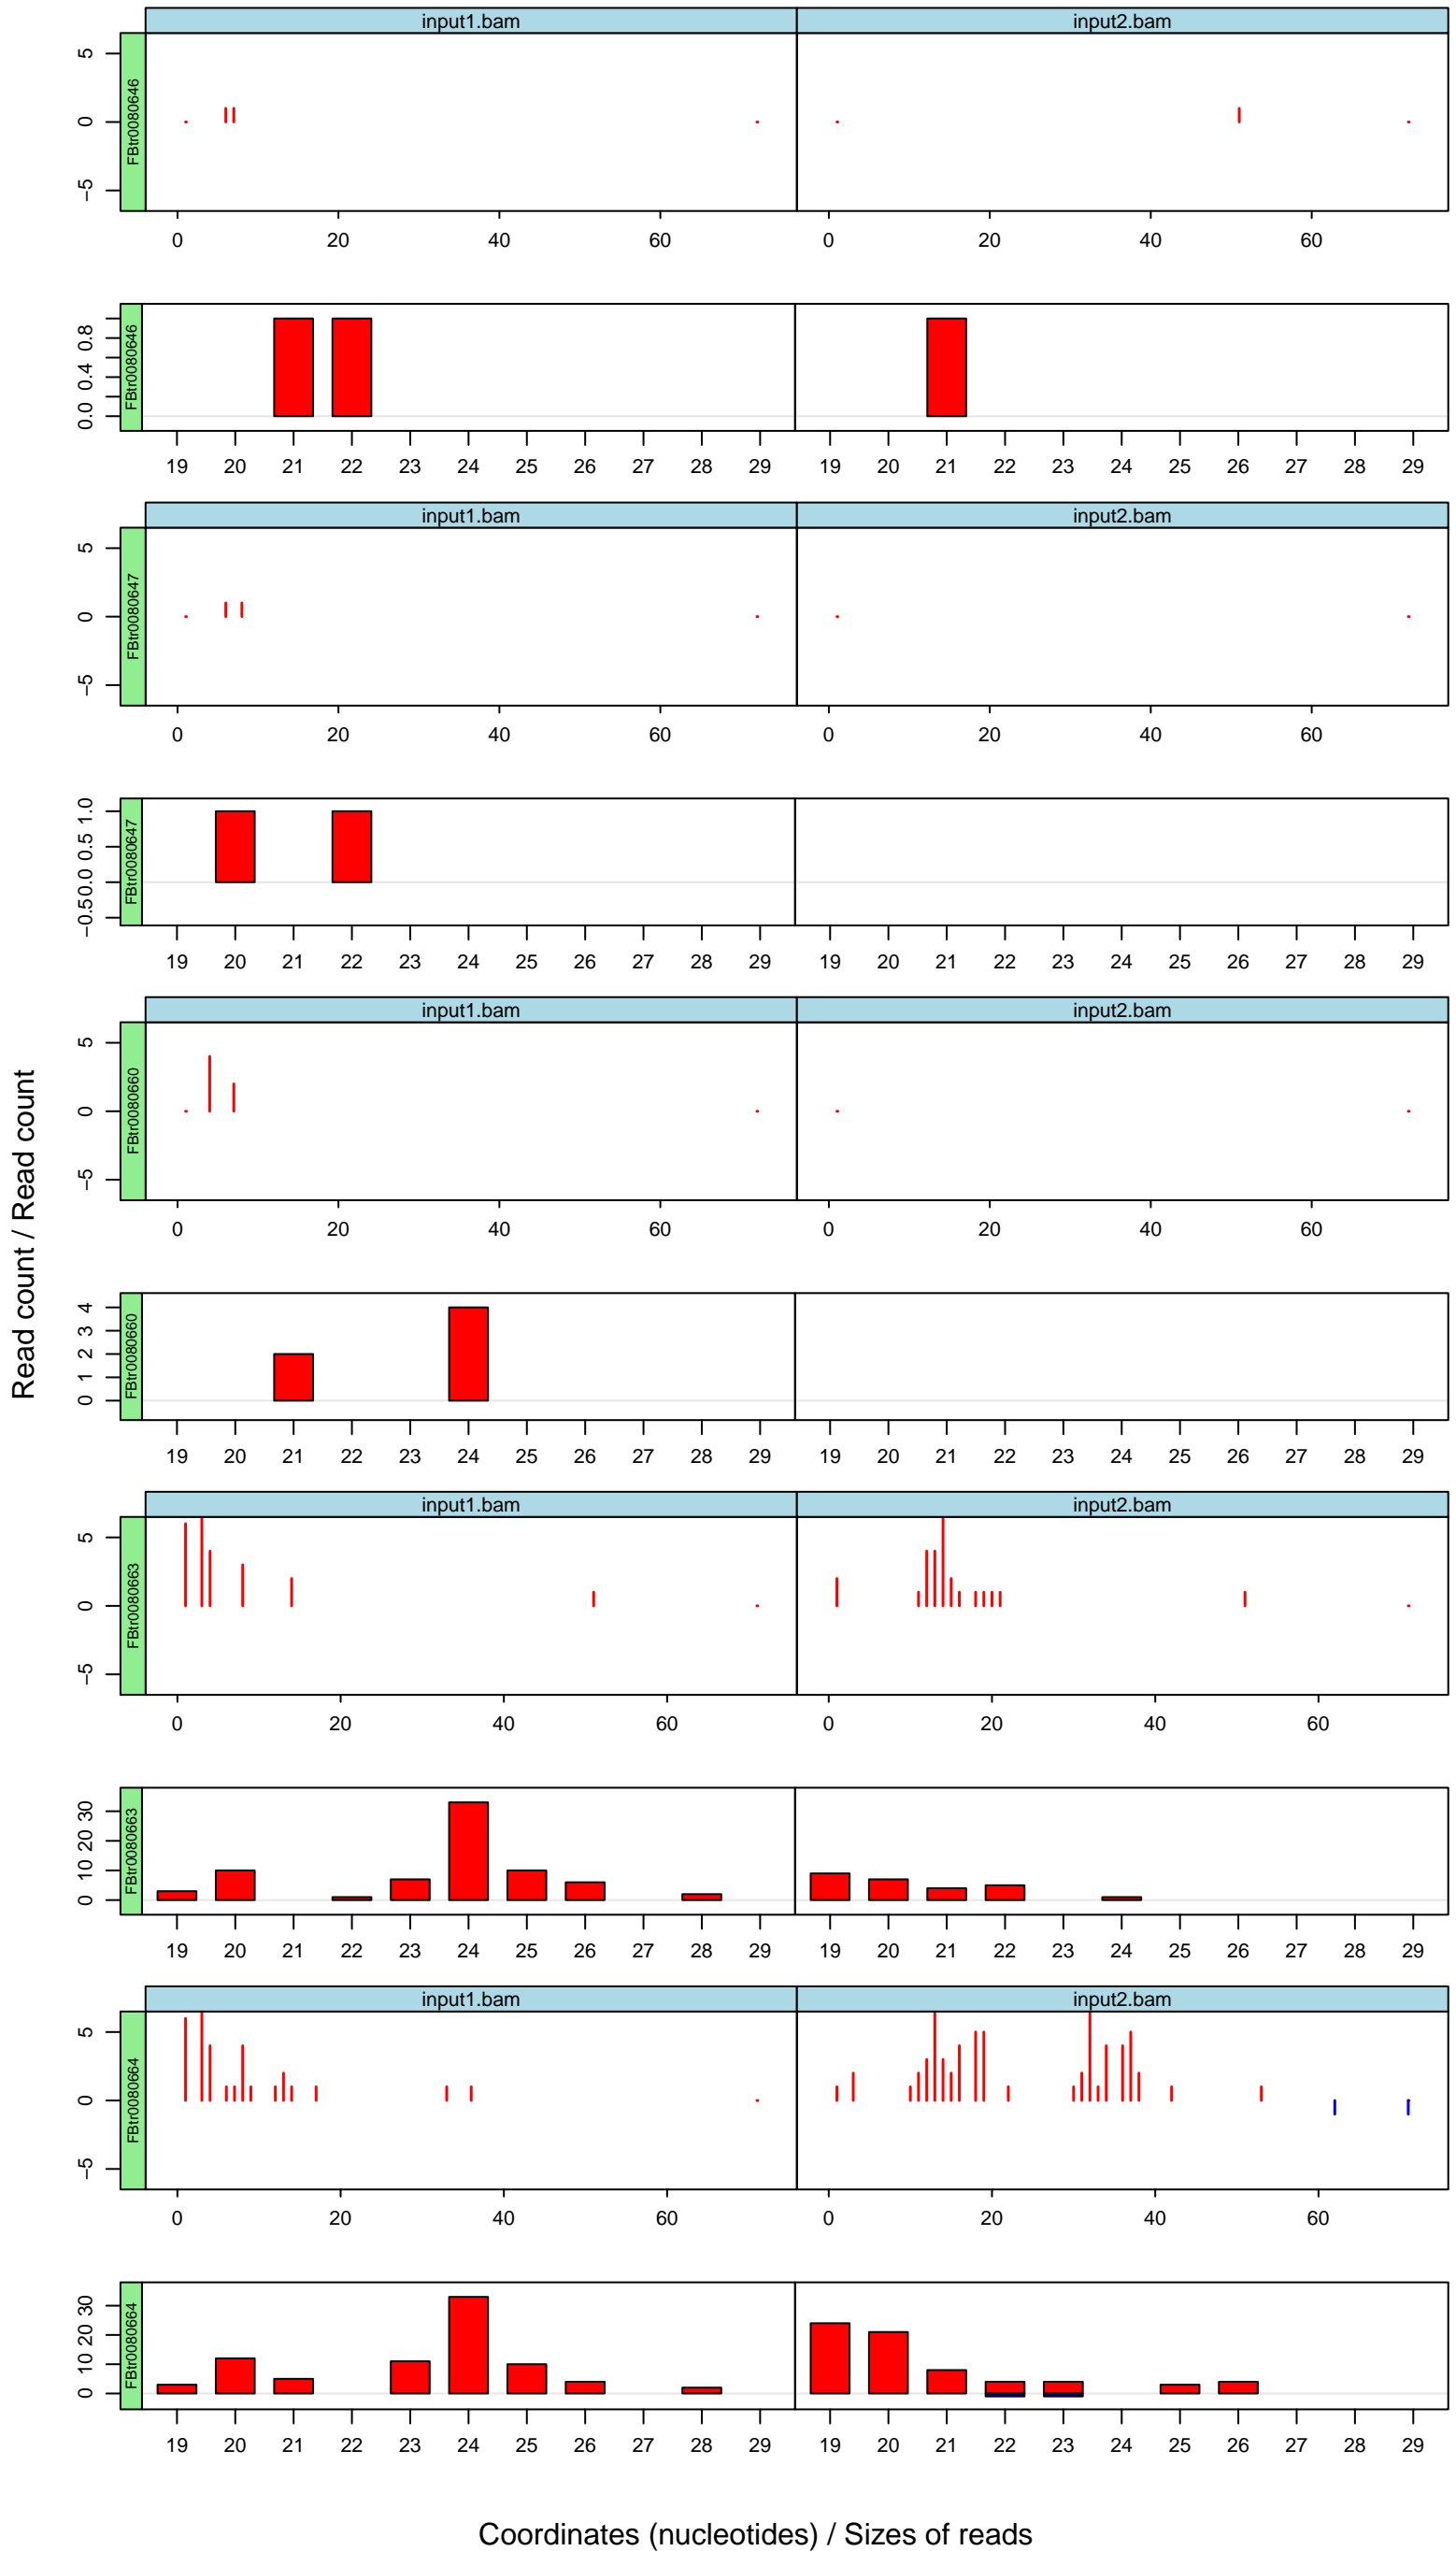 input1.bam input2.bam
FBtr0080646
5
0
−5
0 20 40 60 0 20 40 60
FBtr0080646
0.8
0.4
0.0
19 20 21 22 23 24 25 26 27 28 29 19 20 21 22 23 24 25 26 27 28 29
input1.bam input2.bam
FBtr0080647
5
0
−5
0 20 40 60 0 20 40 60
FBtr0080647
1.0
0.5
0.0
−0.5
19 20 21 22 23 24 25 26 27 28 29 19 20 21 22 23 24 25 26 27 28 29
input1.bam input2.bam
FBtr0080660
5
0
−5
0 20 40 60 0 20 40 60
FBtr0080660
4
3
2
1
0
19 20 21 22 23 24 25 26 27 28 29 19 20 21 22 23 24 25 26 27 28 29
input1.bam input2.bam
FBtr0080663
5
0
−5
0 20 40 60 0 20 40 60
FBtr0080663
30
20
10
0
19 20 21 22 23 24 25 26 27 28 29 19 20 21 22 23 24 25 26 27 28 29
input1.bam input2.bam
FBtr0080664
5
0
−5
0 20 40 60 0 20 40 60
FBtr0080664
30
20
10
0
19 20 21 22 23 24 25 26 27 28 29 19 20 21 22 23 24 25 26 27 28 29
Read count / Read count
Coordinates (nucleotides) / Sizes of reads